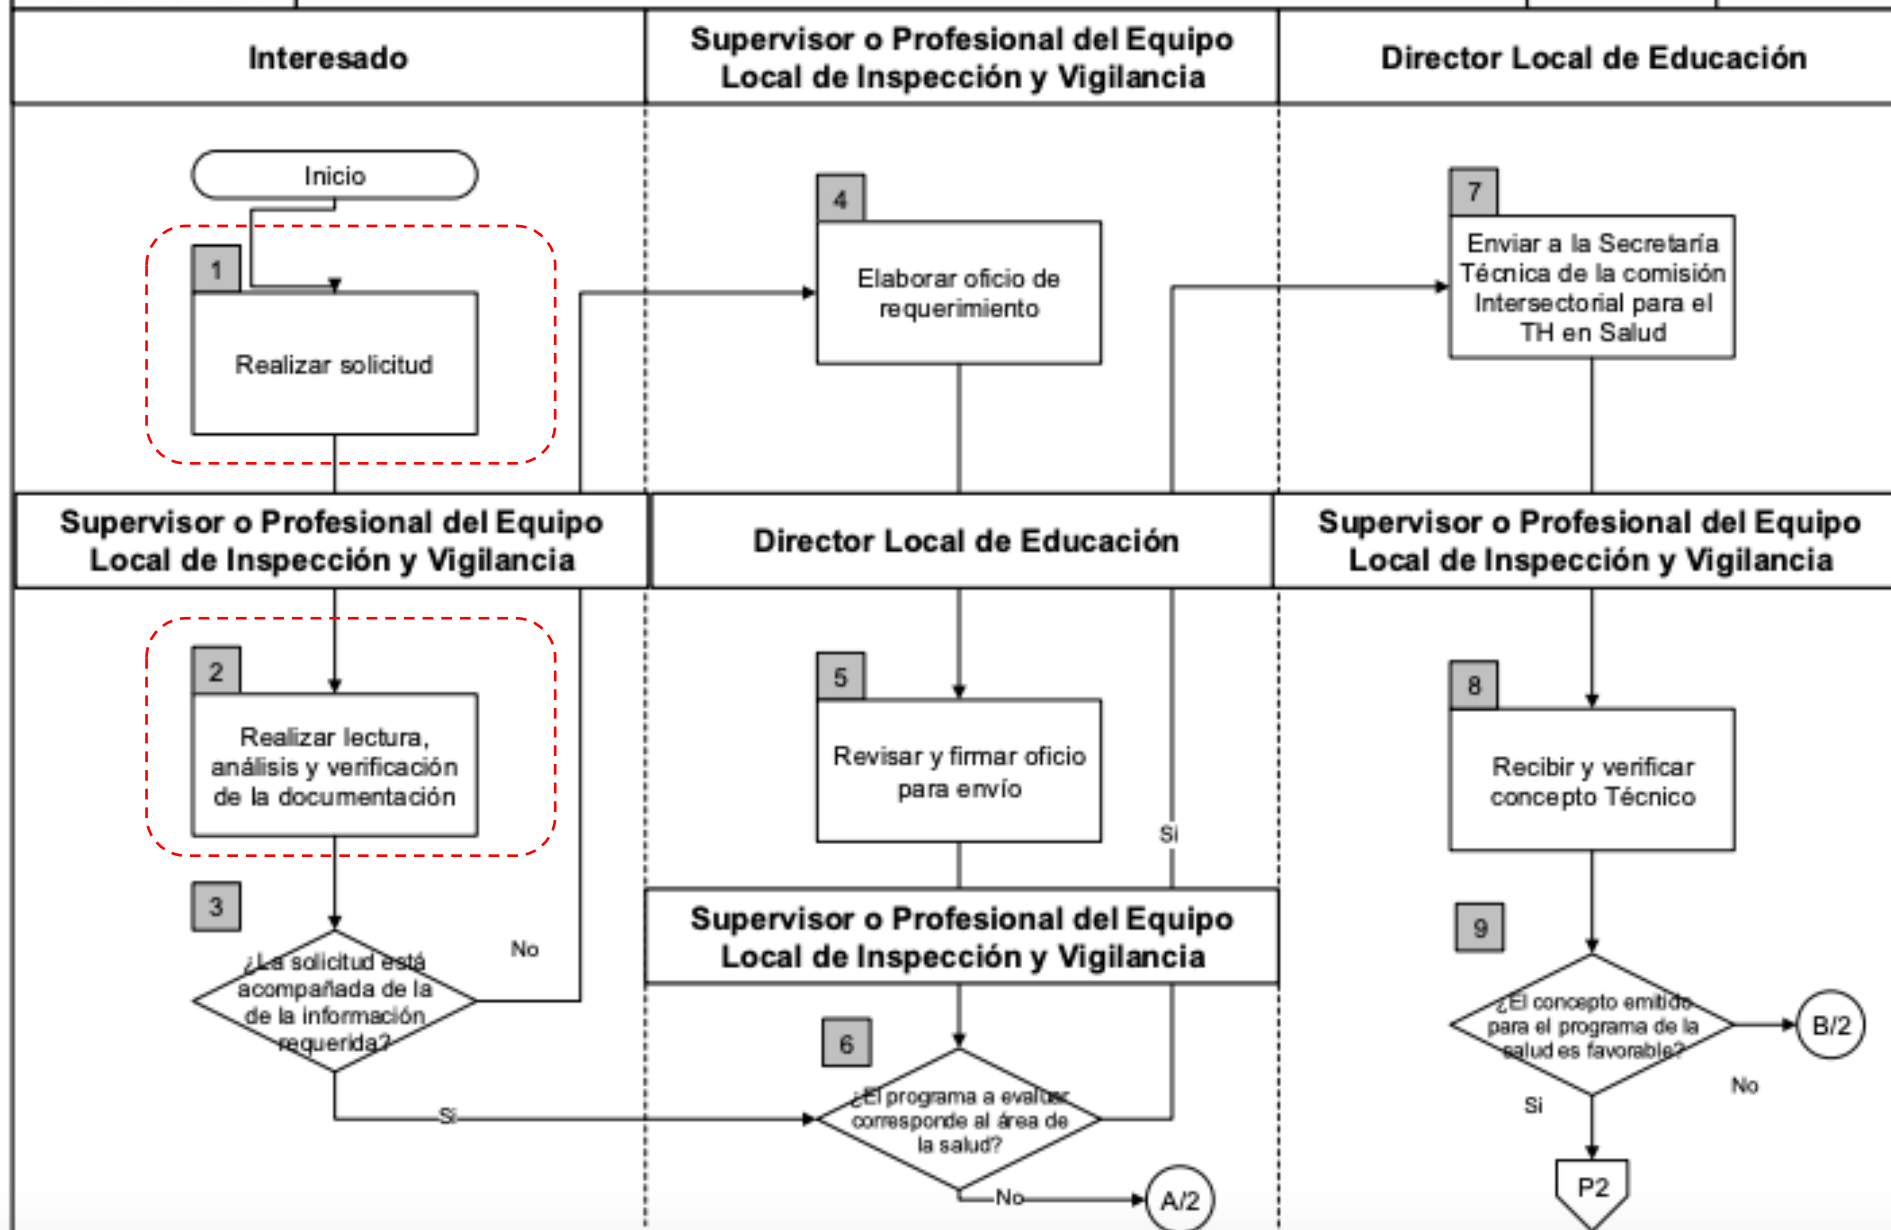 Interesado
Supervisor o Profesional del Equipo
Local de Inspección y Vigilancia
Director Local de Educación
Inicio
1
Realizar solicitud
4
Elaborar oficio de
requerimiento
7
Enviar a la Secretaría
Técnica de la comisión
Intersectorial para el
TH en Salud
Supervisor o Profesional del Equipo
Local de Inspección y Vigilancia
Director Local de Educación
Supervisor o Profesional del Equipo
Local de Inspección y Vigilancia
2
Realizar lectura,
análisis y verificación
de la documentación
3
¿La solicitud está
acompañada de la
de la información
requerida?
No
Si
5
Revisar y firmar oficio
para envío
Si
Supervisor o Profesional del Equipo
Local de Inspección y Vigilancia
6
¿El programa a evaluar
corresponde al área de
la salud?
No
A/2
8
Recibir y verificar
concepto Técnico
9
¿El concepto emitido
para el programa de la
salud es favorable?
B/2
No
Si
P2